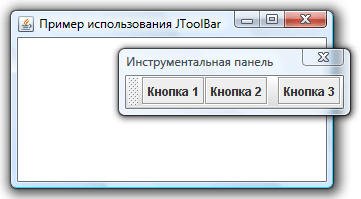 Пример использования JToolBar
Инструментальная панель
Кнопка 1 Кнопка 2 Кнопка 3